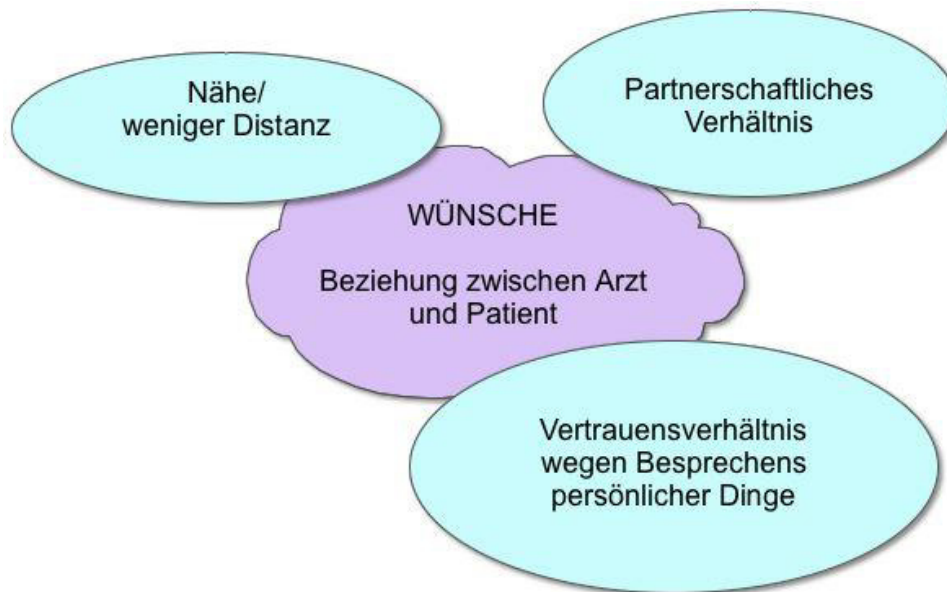 Nähe/
weniger Distanz
Partnerschaftliches
Verhältnis
WÜNSCHE
Beziehung zwischen Arzt
und Patient
Vertrauensverhältnis
wegen Besprechens
persönlicher Dinge